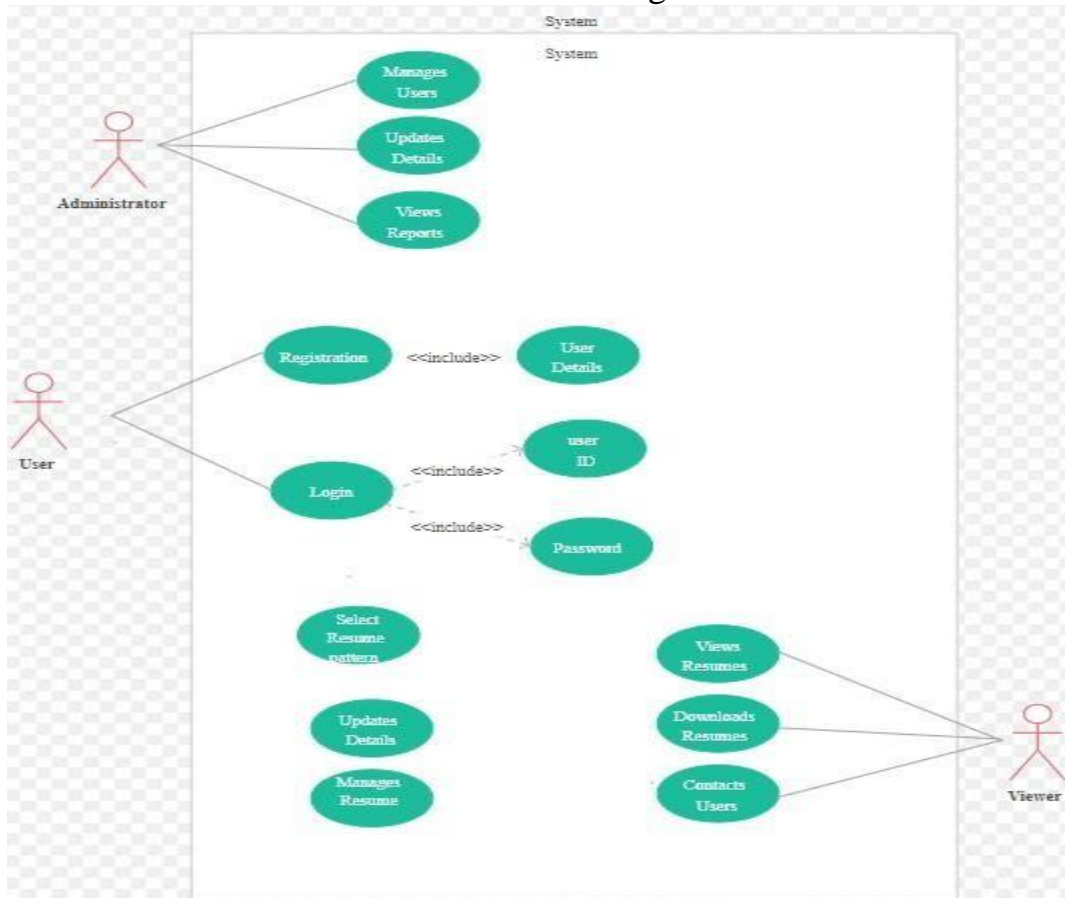 System
System
Manages
Users
Updates
Details
Views
Reports
Administrator
Registration
<<include>>
User
Details
User
Login
<<include>>
user
ID
<<include>>
Password
Select
Resume
pattern
Updates
Details
Manages
Resume
Views
Resumes
Downloads
Resumes
Contacts
Users
Viewer